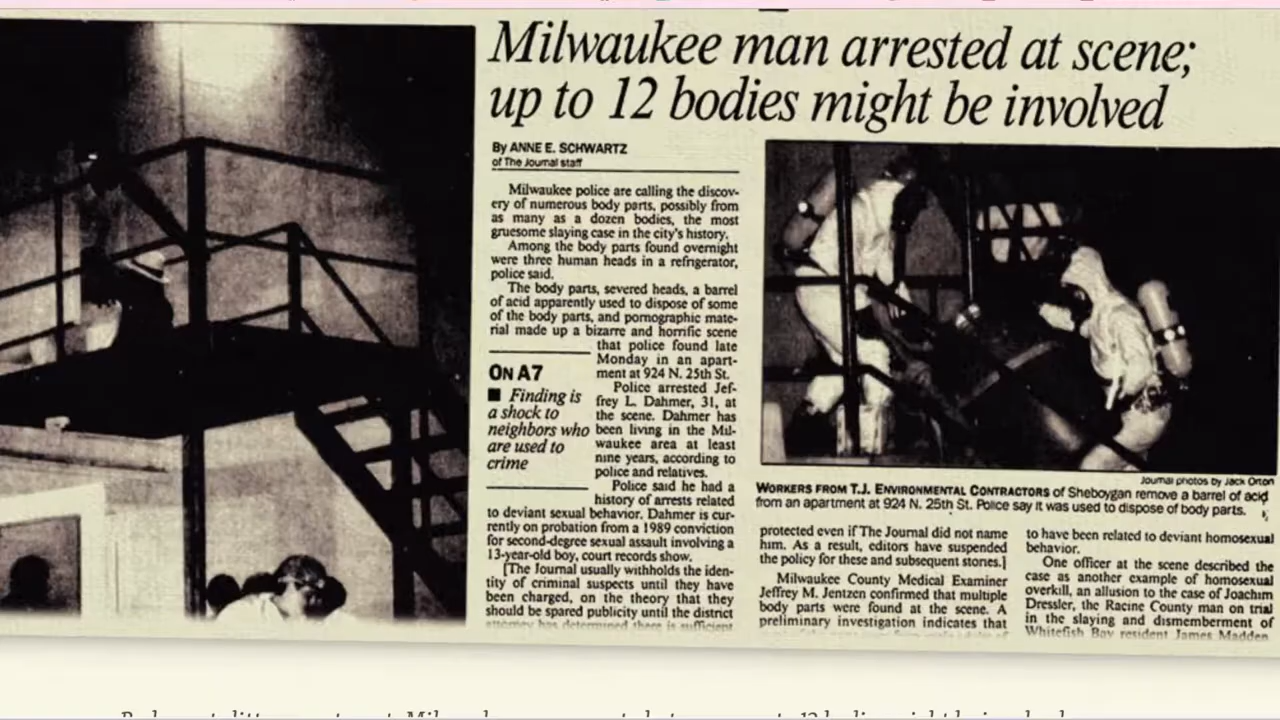 Milwaukee man arrested at scene;
up to 12 bodies might be involved
By ANNE E. SCHWARTZ
of The Journal staff
Milwaukee police are calling the discov-
ery of numerous body parts, possibly from
as many as a dozen bodies, the most
gruesome slaying case in the city's history.
Among the body parts found overnight
were three human heads in a refrigerator,
police said.
The body parts, severed heads, a barrel
of acid apparently used to dispose of some
of the body parts, and pornographic mate-
rial made up a bizarre and horrific scene
that police found late
Monday in an apart-
ment at 924 N. 25th St.
Police arrested Jef-
frey L. Dahmer, 31, at
the scene. Dahmer has
been living in the Mil-
waukee area at least
nine years, according to
police and relatives.
Police said he had a
history of arrests related
to deviant sexual behavior. Dahmer is cur-
rently on probation from a 1989 conviction
for second-degree sexual assault involving a
13-year-old boy, court records show.
[The Journal usually withholds the iden-
tity of criminal suspects until they have
been charged, on the theory that they
should be spared publicity until the district
attorney has determined there is sufficient
ON A7
■ Finding is
a shock to
neighbors who
are used to
crime
Journal photos by Jack Orton
WORKERS FROM T.J. ENVIRONMENTAL CONTRACTORS of Sheboygan remove a barrel of acid
from an apartment at 924 N. 25th St. Police say it was used to dispose of body parts.
protected even if The Journal did not name
him. As a result, editors have suspended
the policy for these and subsequent stories.]
Milwaukee County Medical Examiner
Jeffrey M. Jentzen confirmed that multiple
body parts were found at the scene. A
preliminary investigation indicates that
to have been related to deviant homosexual
behavior.
One officer at the scene described the
case as another example of homosexual
overkill, an allusion to the case of Joachim
Dressler, the Racine County man on trial
in the slaying and dismemberment of
Whitefish Bay resident James Madden